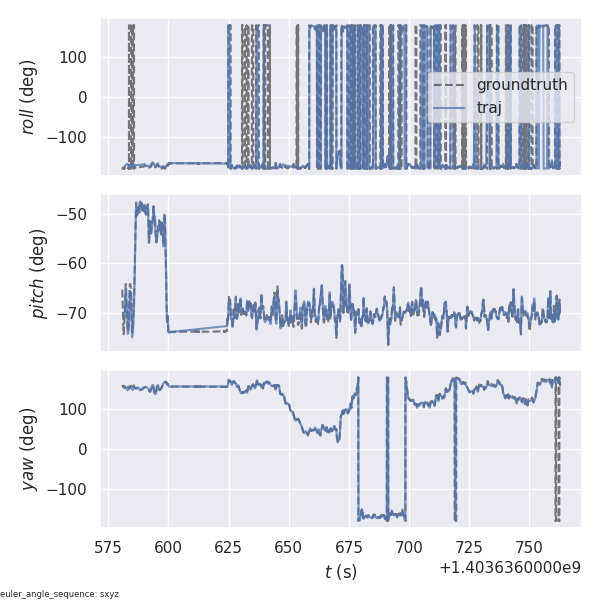 100
0
−100
roll (deg)
groundtruth
traj
−50
−60
−70
pitch (deg)
100
0
−100
yaw (deg)
575 600 625 650 675 700 725 750
t (s)
+1.4036360000e9
euler_angle_sequence: sxyz